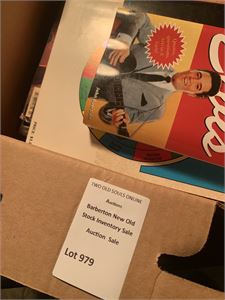 TWO OLD SOULS ONLINE
Auctions
Barberton New Old
Stock Inventory Sale
Auction Sale
Lot 979